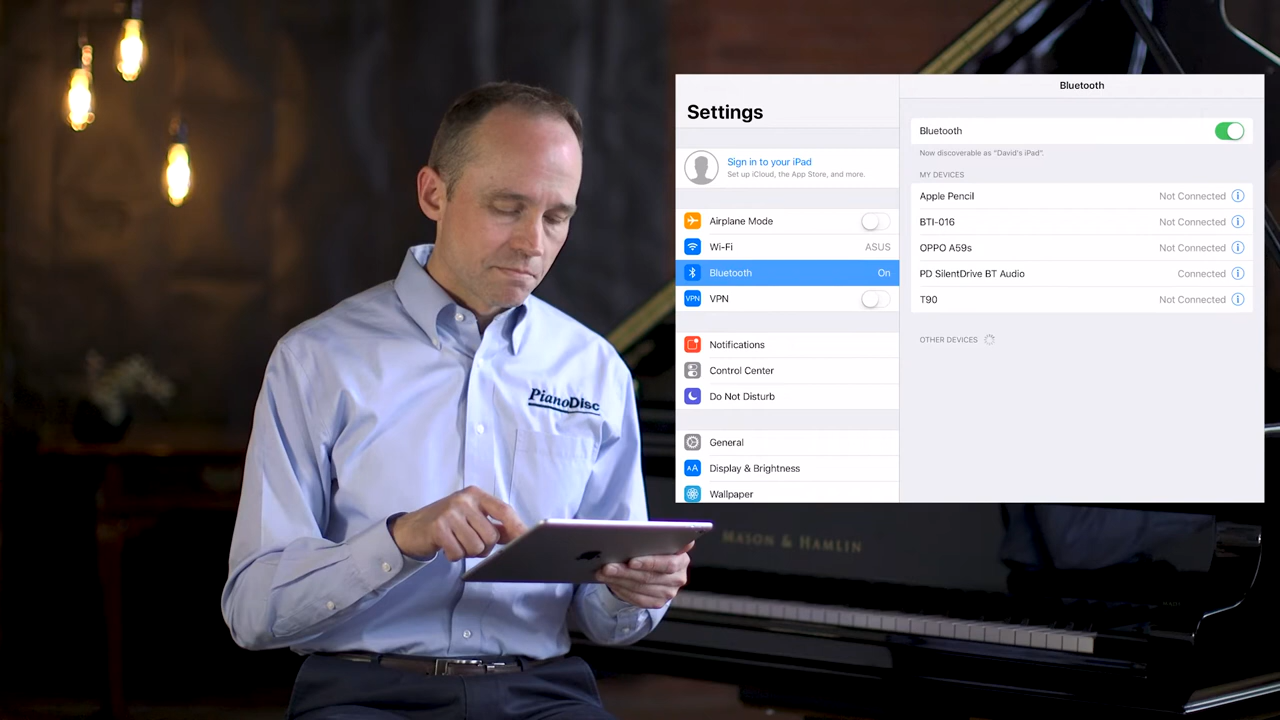 PianoDisc
MASON & HAMLIN
Settings
Sign in to your iPad
Set up iCloud, the App Store, and more.
Airplane Mode
Wi-Fi ASUS
Bluetooth On
VPN VPN
Notifications
Control Center
Do Not Disturb
General
AA Display & Brightness
Wallpaper
Bluetooth
Bluetooth
Now discoverable as "David's iPad".
MY DEVICES
Apple Pencil Not Connected
BTI-016 Not Connected
OPPO A59s Not Connected
PD SilentDrive BT Audio Connected
T90 Not Connected
OTHER DEVICES